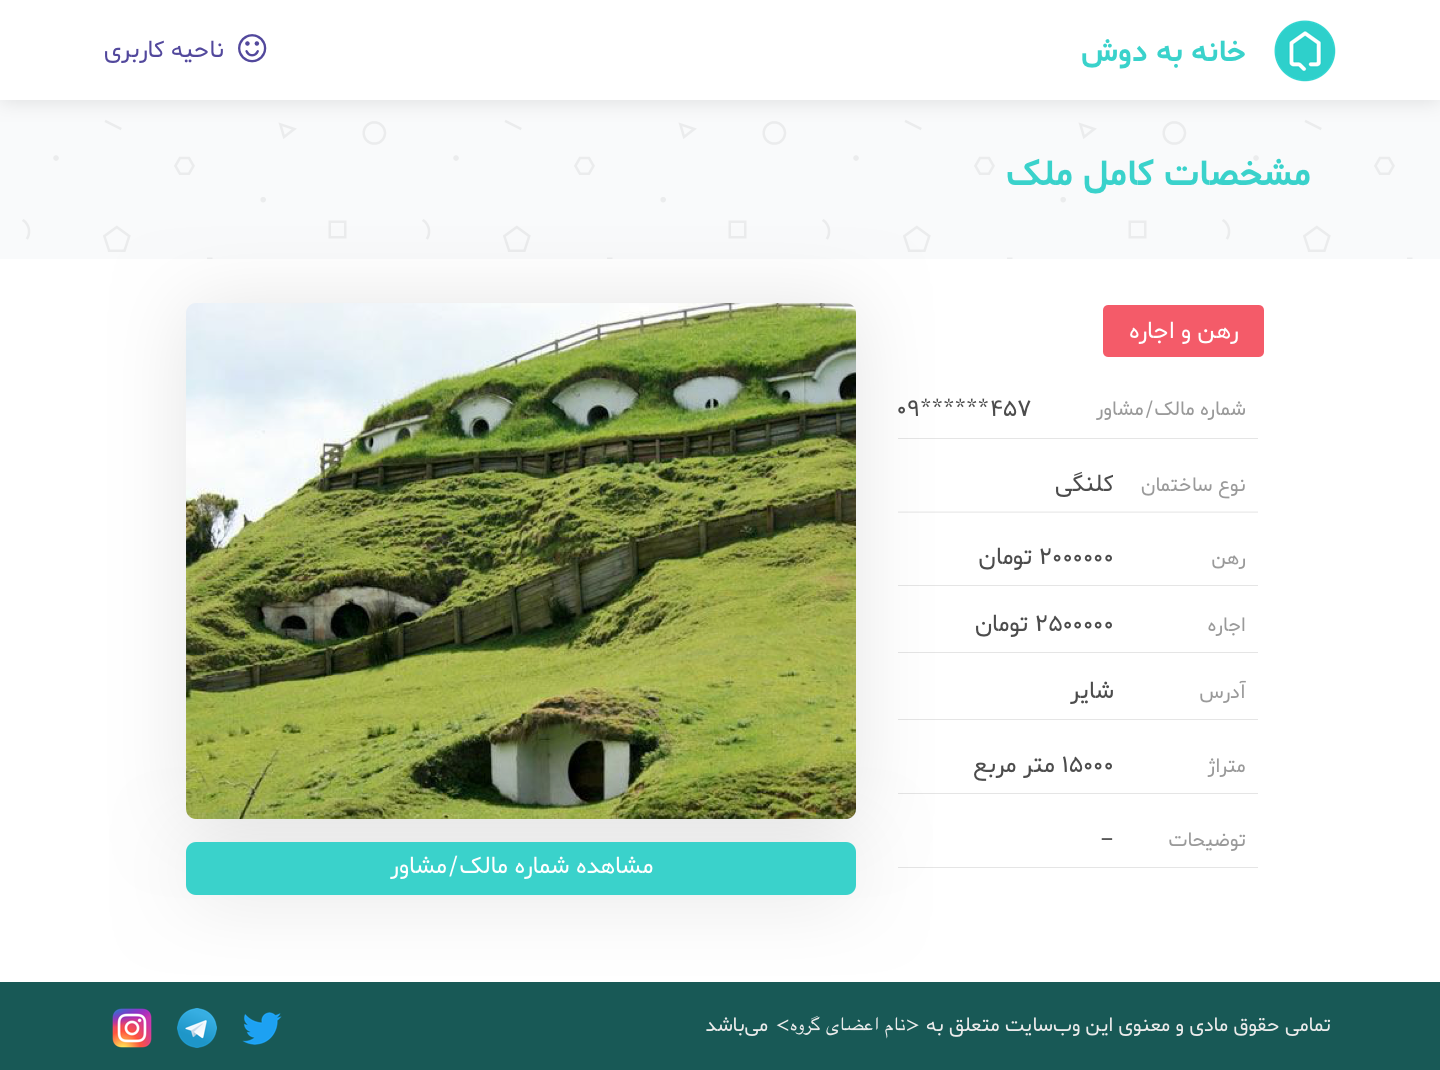 خانه به دوش
ناحیه کاربری
مشخصات کامل ملک
رهن و اجاره
شماره مالک/مشاور ۰۹******۴۵۷
نوع ساختمان کلنگی
رهن ۲۰۰۰۰۰۰ تومان
اجاره ۲۵۰۰۰۰۰ تومان
آدرس شایر
متراژ ۱۵۰۰۰ متر مربع
توضیحات –
مشاهده شماره مالک/مشاور
تمامی حقوق مادی و معنوی این وب‌سایت متعلق به <نام اعضای گروه> می‌باشد